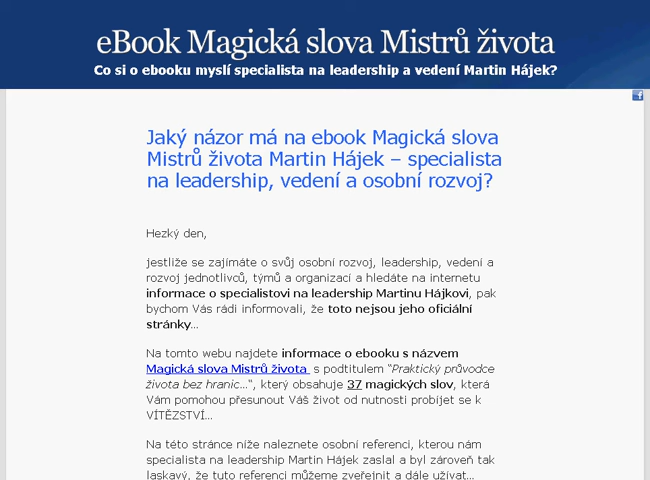 eBook Magická slova Mistrů života
Co si o ebooku myslí specialista na leadership a vedení Martin Hájek?
Jaký názor má na ebook Magická slova
Mistrů života Martin Hájek – specialista
na leadership, vedení a osobní rozvoj?
Hezký den,
jestliže se zajímáte o svůj osobní rozvoj, leadership, vedení a
rozvoj jednotlivců, týmů a organizací a hledáte na internetu
informace o specialistovi na leadership Martinu Hájkovi, pak
bychom Vás rádi informovali, že toto nejsou jeho oficiální
stránky…
Na tomto webu najdete informace o ebooku s názvem
Magická slova Mistrů života s podtitulem “Praktický průvodce
života bez hranic…“, který obsahuje 37 magických slov, která
Vám pomohou přesunout Váš život od nutnosti probíjet se k
VÍTĚZSTVÍ…
Na této stránce níže naleznete osobní referenci, kterou nám
specialista na leadership Martin Hájek zaslal a byl zároveň tak
laskavý, že tuto referenci můžeme zveřejnit a dále užívat…